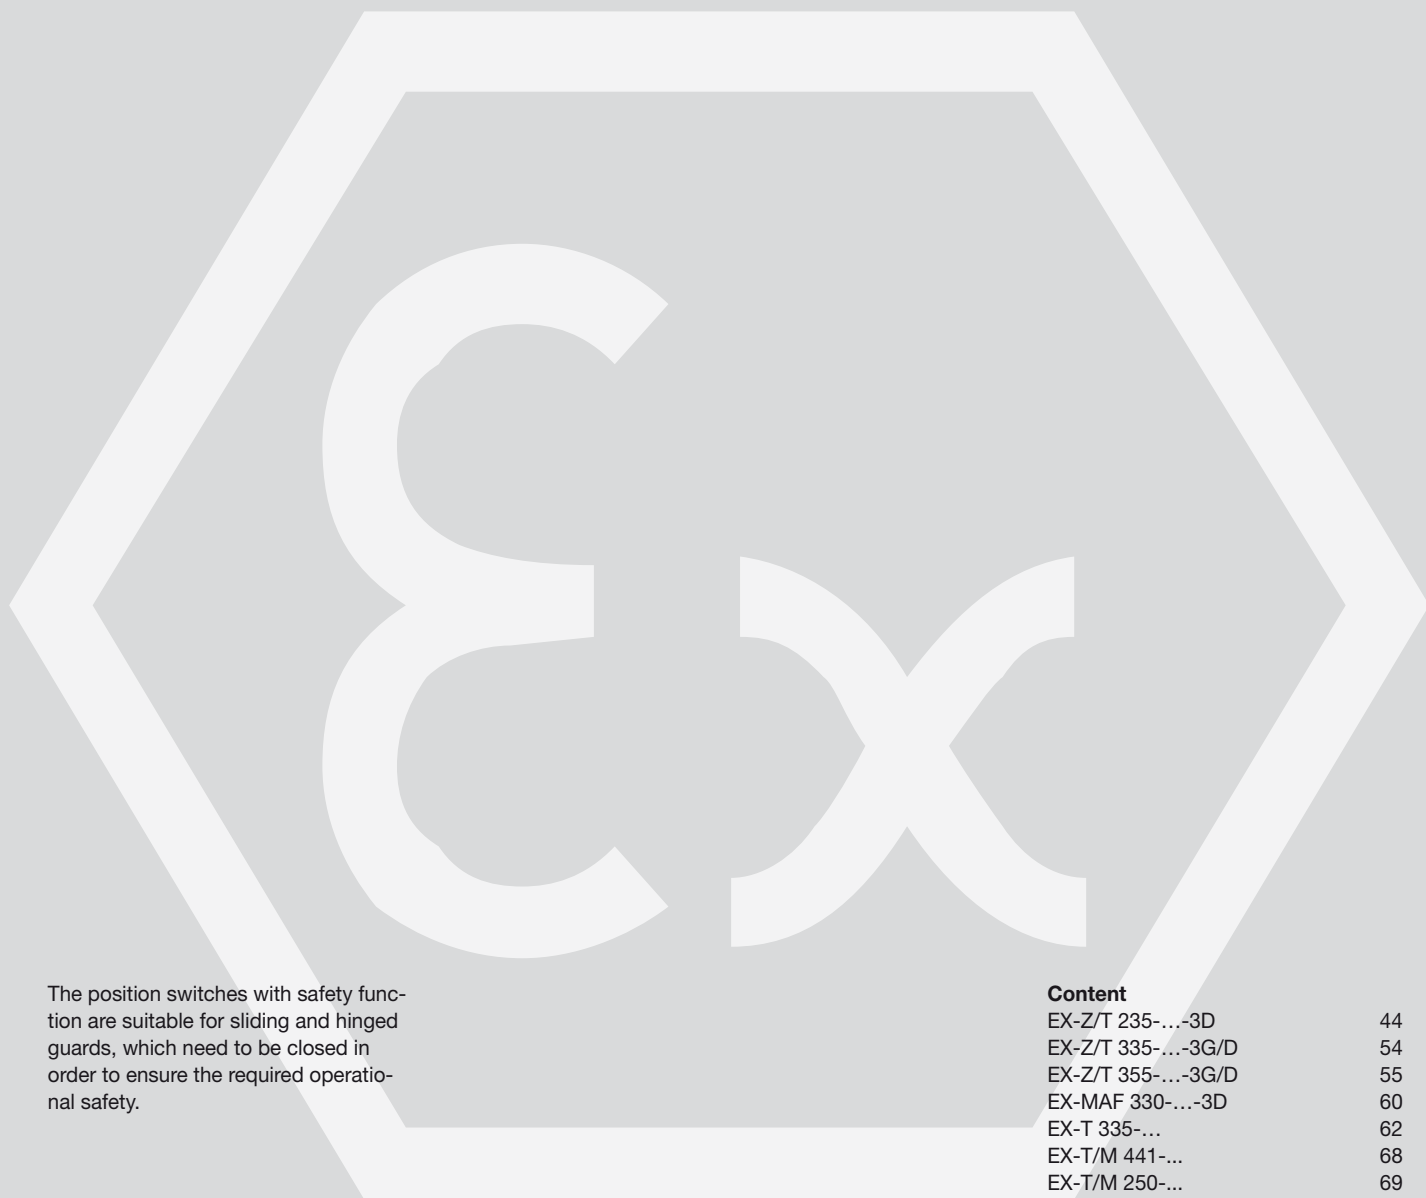 Ex
The position switches with safety func-
tion are suitable for sliding and hinged
guards, which need to be closed in
order to ensure the required operatio-
nal safety.
Content
EX-Z/T 235-…-3D 44
EX-Z/T 335-…-3G/D 54
EX-Z/T 355-…-3G/D 55
EX-MAF 330-…-3D 60
EX-T 335-… 62
EX-T/M 441-... 68
EX-T/M 250-... 69